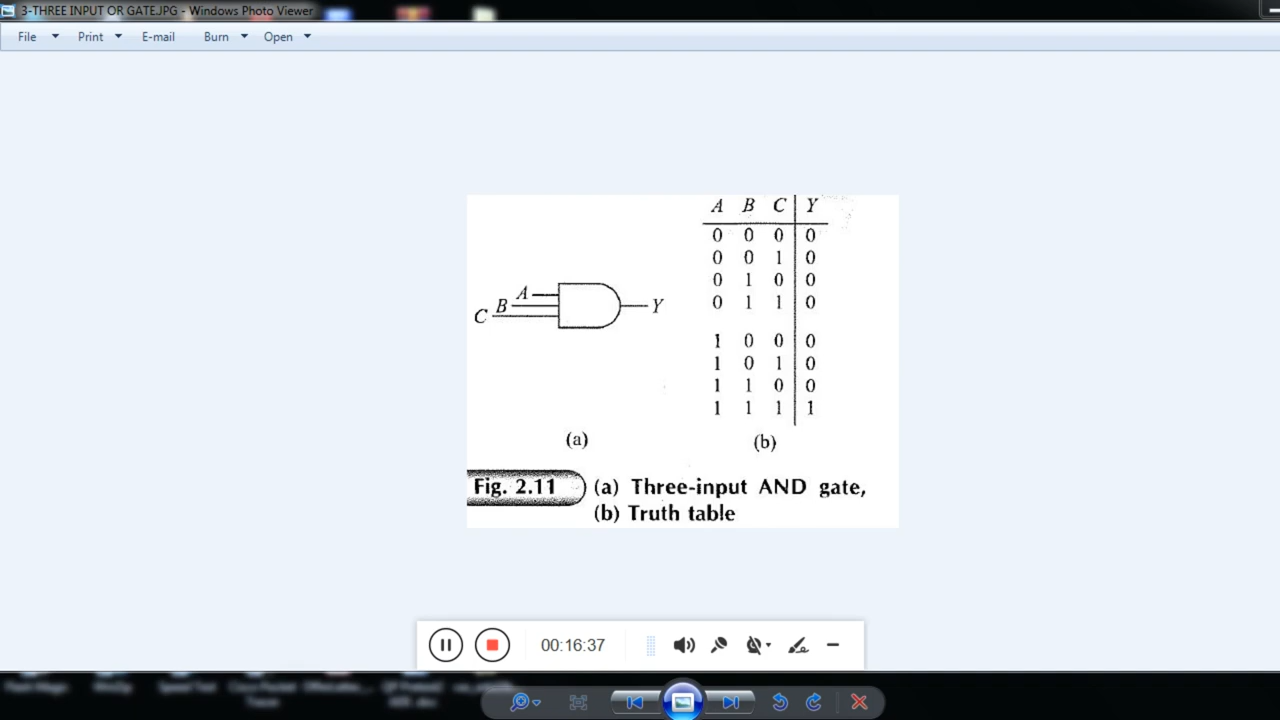 3-THREE INPUT OR GATE.JPG - Windows Photo Viewer
File Print E-mail Burn Open
A B C Y
0 0 0 0
0 0 1 0
0 1 0 0
0 1 1 0
1 0 0 0
1 0 1 0
1 1 0 0
1 1 1 1
A
B
C
Y
(a)
(b)
Fig. 2.11 (a) Three-input AND gate,
(b) Truth table
00:16:37